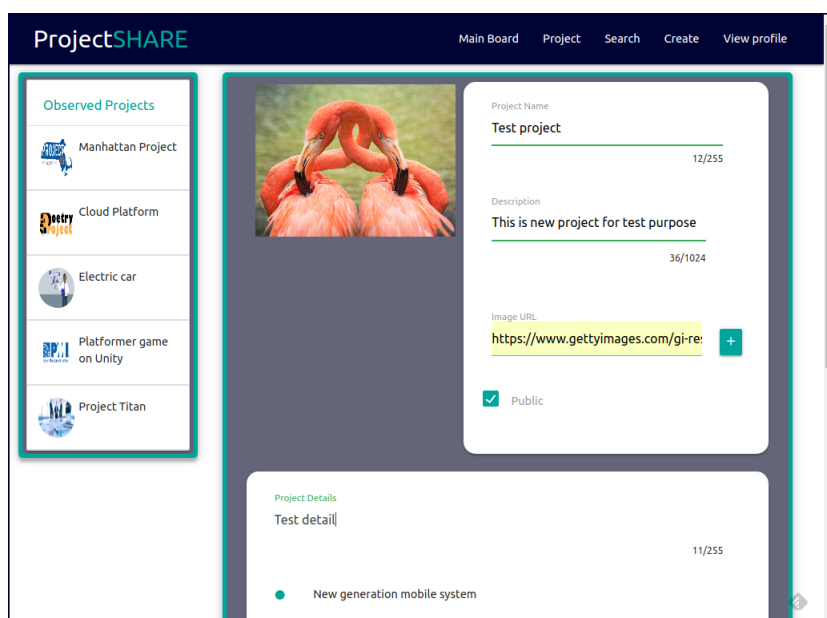 ProjectSHARE
Main Board Project Search Create View profile
Observed Projects
Manhattan Project
Cloud Platform
Poetry
Project
Electric car
Platformer game
on Unity
Project Titan
Project Name
Test project
12/255
Description
This is new project for test purpose
36/1024
Image URL
https://www.gettyimages.com/gi-res
+
Public
Project Details
Test detail
11/255
New generation mobile system